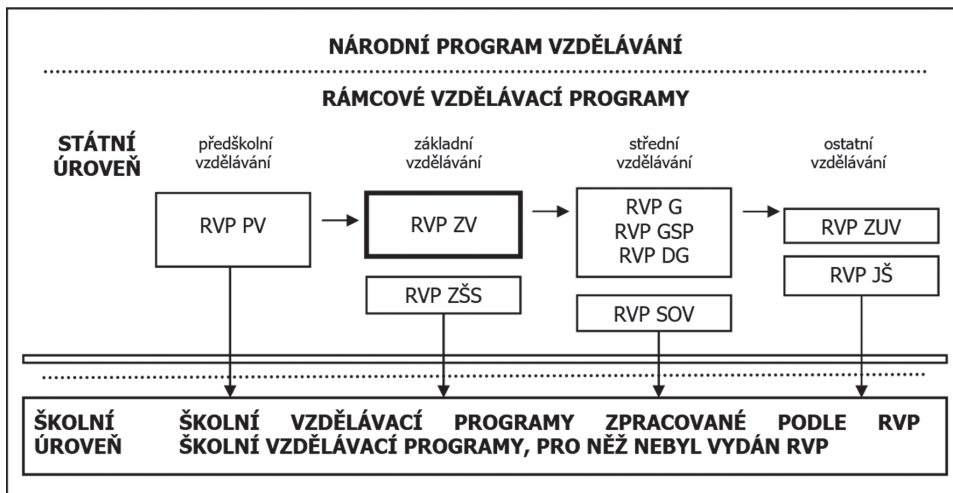 NÁRODNÍ PROGRAM VZDĚLÁVÁNÍ
RÁMCOVÉ VZDĚLÁVACÍ PROGRAMY
STÁTNÍ
ÚROVEŇ
předškolní
vzdělávání
základní
vzdělávání
střední
vzdělávání
ostatní
vzdělávání
RVP PV
RVP ZV
RVP G
RVP GSP
RVP DG
RVP ZUV
RVP ZŠS
RVP SOV
RVP JŠ
ŠKOLNÍ
ÚROVEŇ
ŠKOLNÍ VZDĚLÁVACÍ PROGRAMY ZPRACOVANÉ PODLE RVP
ŠKOLNÍ VZDĚLÁVACÍ PROGRAMY, PRO NĚŽ NEBYL VYDÁN RVP